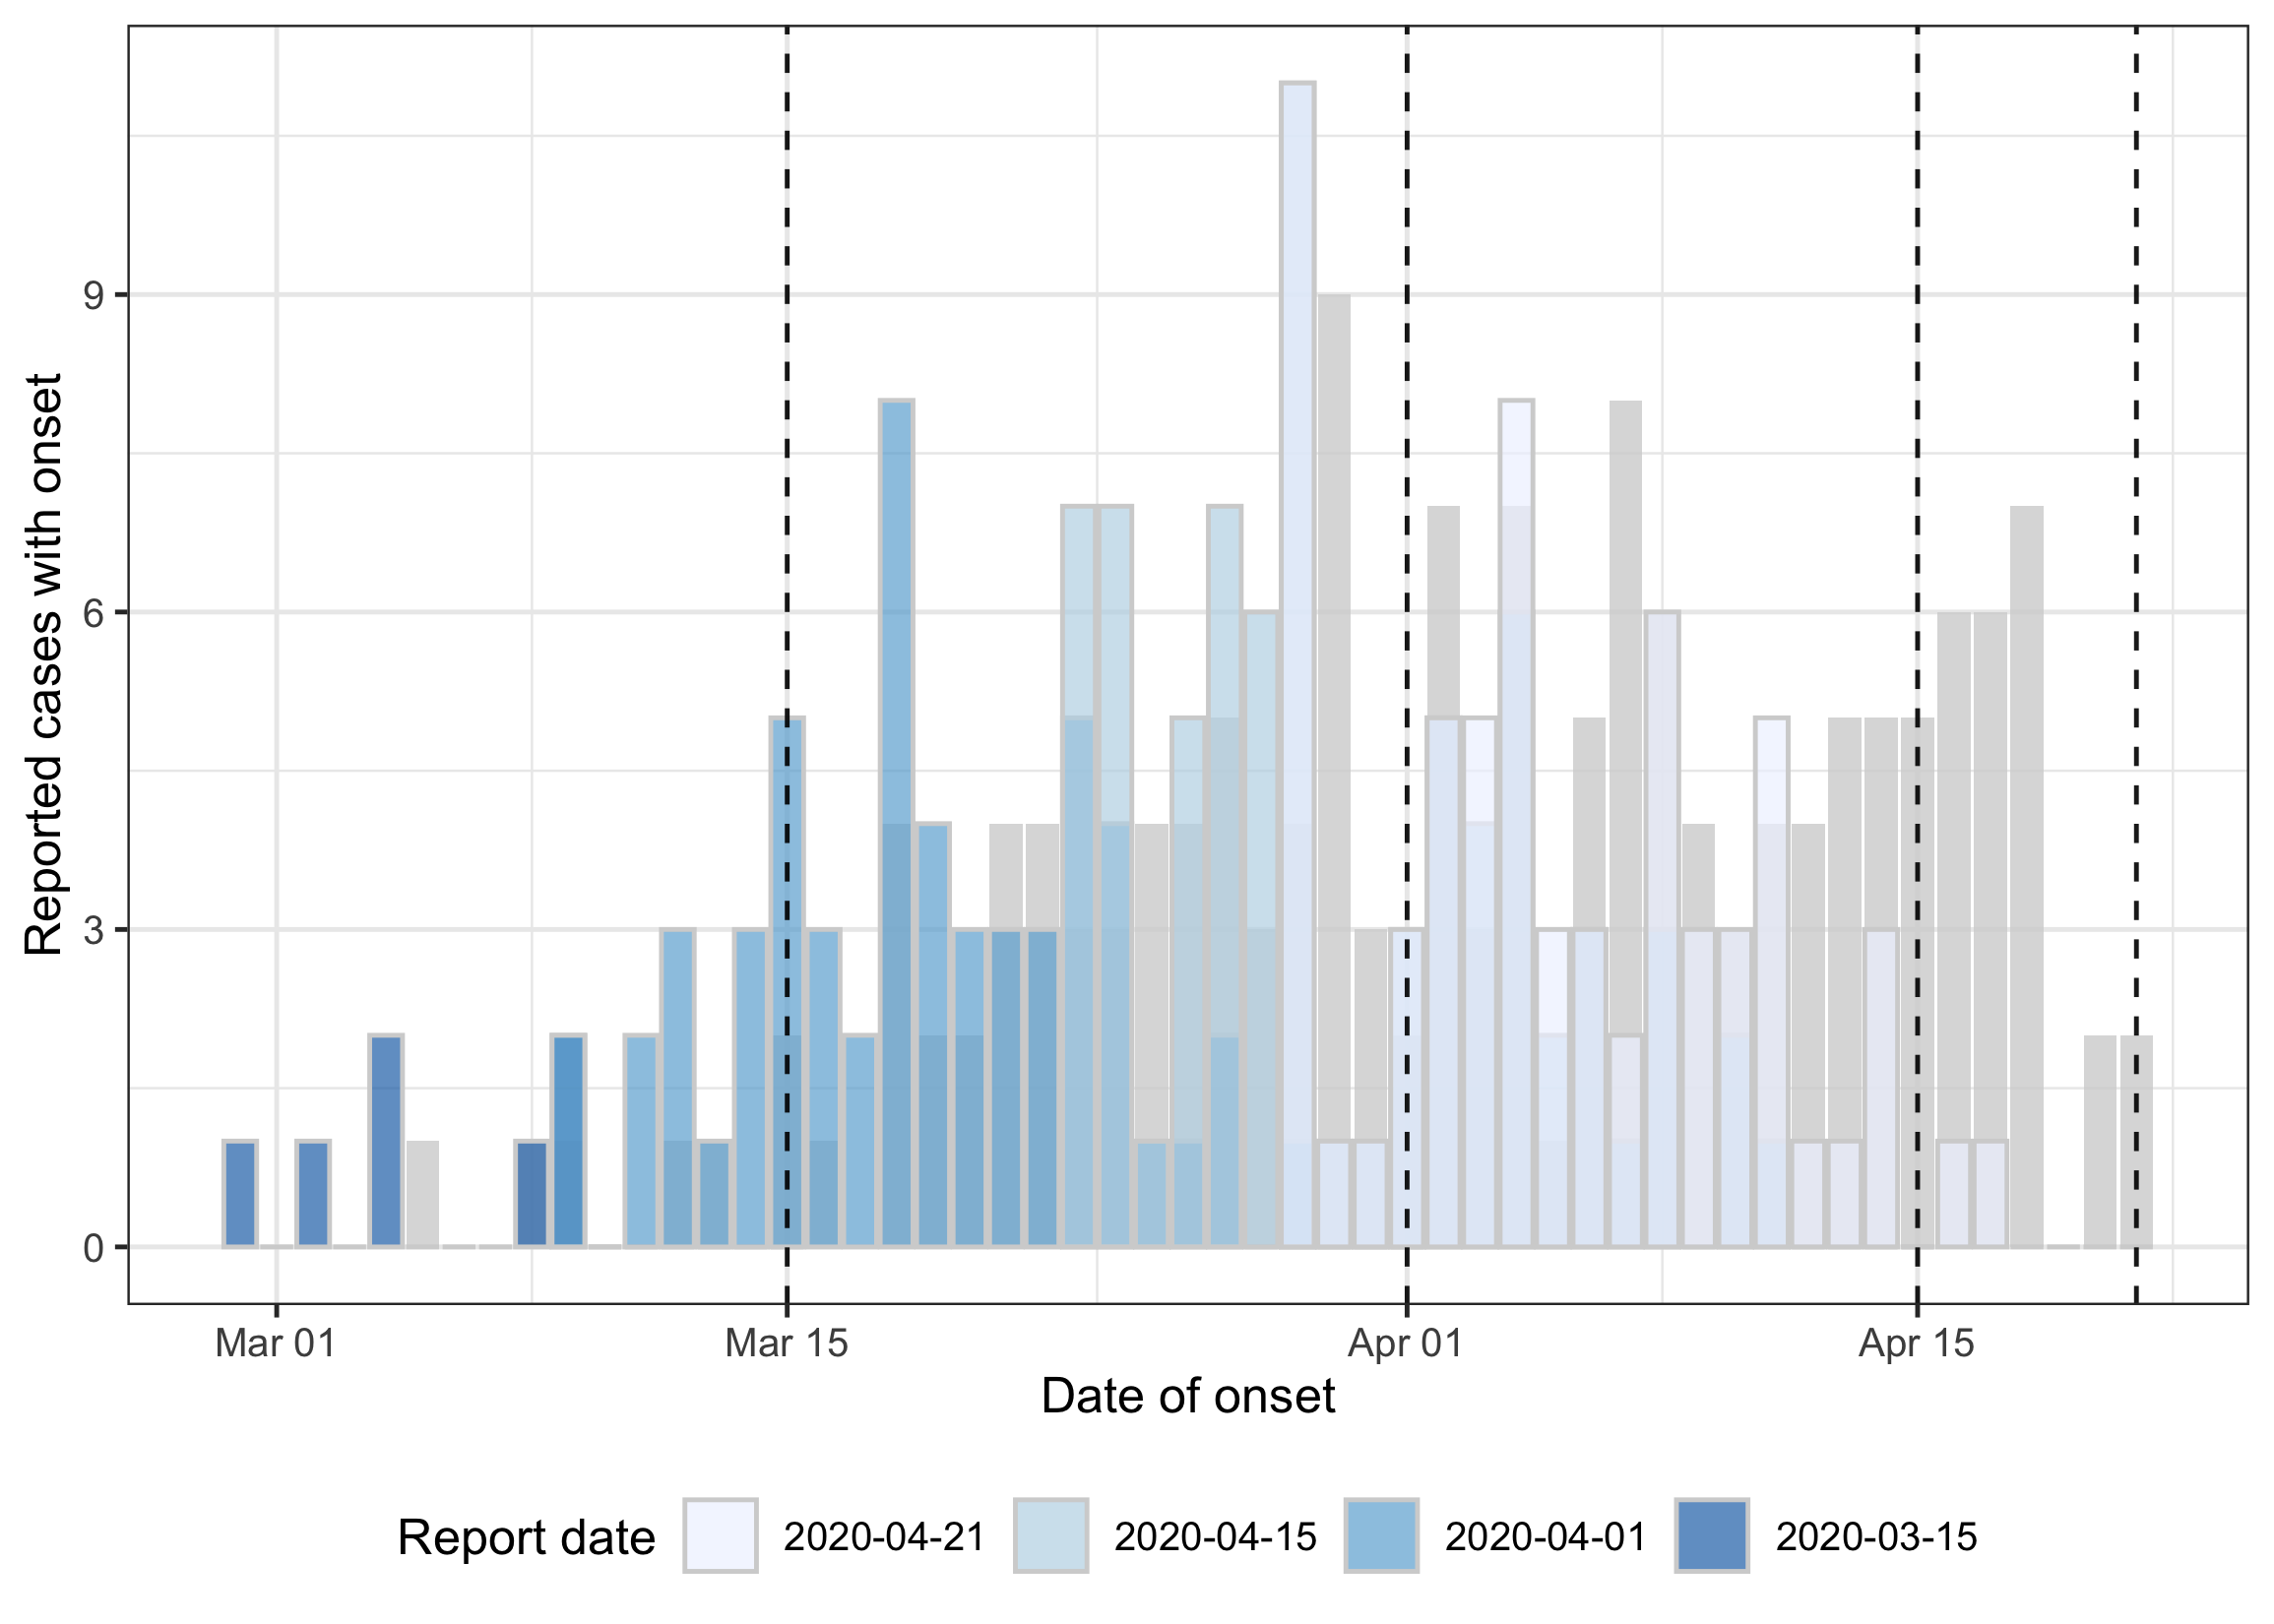 Reported cases with onset
9
6
3
0
Mar 01 Mar 15 Apr 01 Apr 15
Date of onset
Report date 2020-04-21 2020-04-15 2020-04-01 2020-03-15